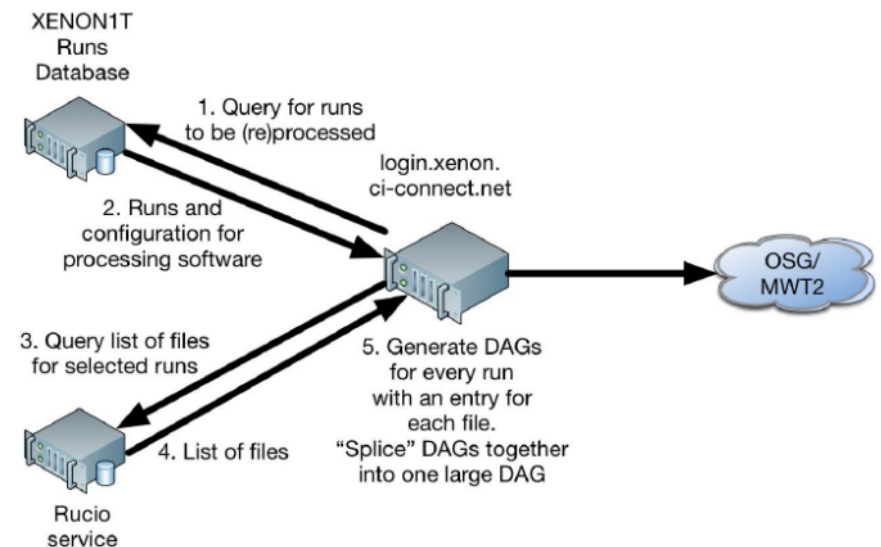 XENON1T
Runs
Database
1. Query for runs
to be (re)processed
login.xenon.
ci-connect.net
2. Runs and
configuration for
processing software
OSG/
MWT2
3. Query list of files
for selected runs
5. Generate DAGs
for every run
with an entry for
each file.
“Splice” DAGs together
into one large DAG
4. List of files
Rucio
service